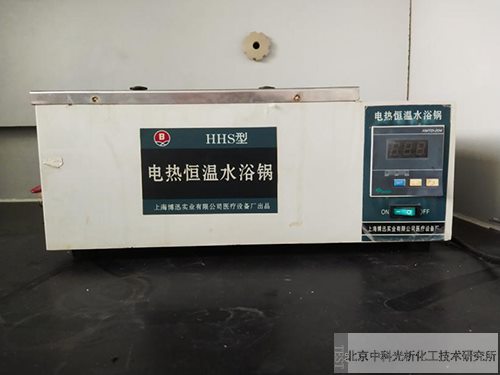 B
HHS型
电热恒温水浴锅
上海博迅实业有限公司医疗设备厂出品
电热恒温水浴锅
XMTD-204
ON
OFF
上海博迅实业有限公司医疗设备厂
北京中科光析化工技术研究所